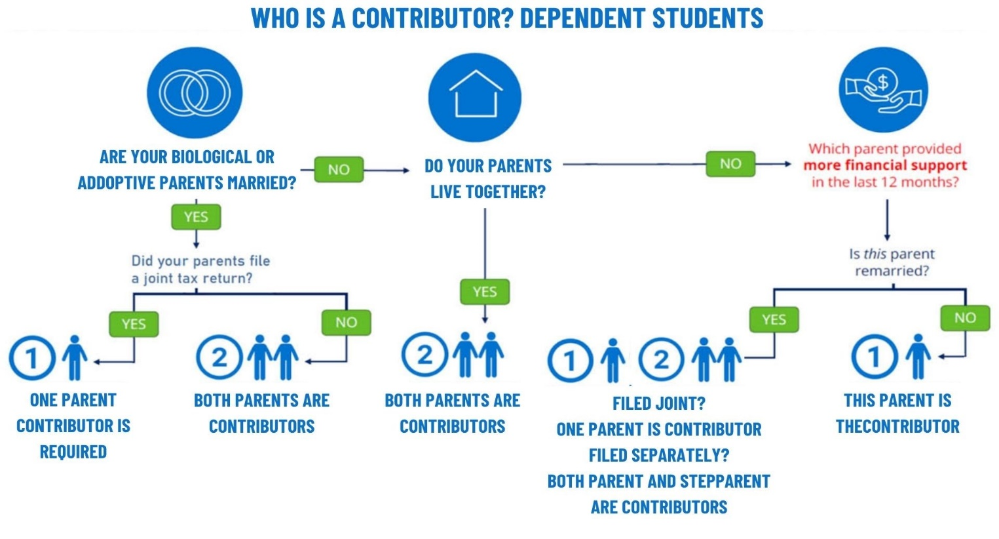 WHO IS A CONTRIBUTOR? DEPENDENT STUDENTS
ARE YOUR BIOLOGICAL OR
ADDOPTIVE PARENTS MARRIED?
NO
DO YOUR PARENTS
LIVE TOGETHER?
NO
Which parent provided
more financial support
in the last 12 months?
YES
Did your parents file
a joint tax return?
YES
NO
YES
Is this parent
remarried?
YES
NO
1
2
2
1
2
1
ONE PARENT
CONTRIBUTOR IS
REQUIRED
BOTH PARENTS ARE
CONTRIBUTORS
BOTH PARENTS ARE
CONTRIBUTORS
FILED JOINT?
ONE PARENT IS CONTRIBUTOR
FILED SEPARATELY?
BOTH PARENT AND STEPPARENT
ARE CONTRIBUTORS
THIS PARENT IS
THECONTRIBUTOR
$